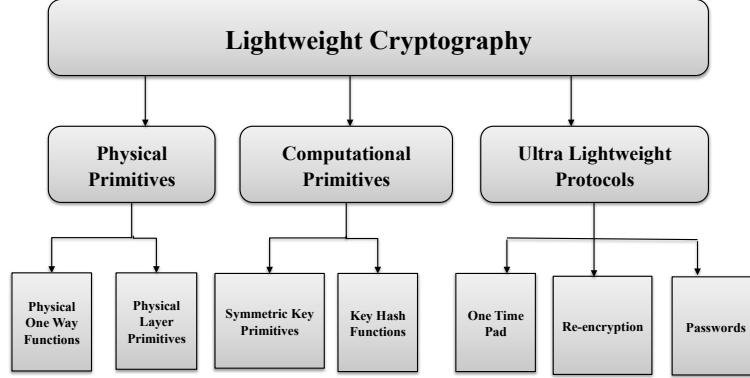 Lightweight Cryptography
Physical
Primitives
Computational
Primitives
Ultra Lightweight
Protocols
Physical
One Way
Functions
Physical
Layer
Primitives
Symmetric Key
Primitives
Key Hash
Functions
One Time
Pad
Re-encryption
Passwords